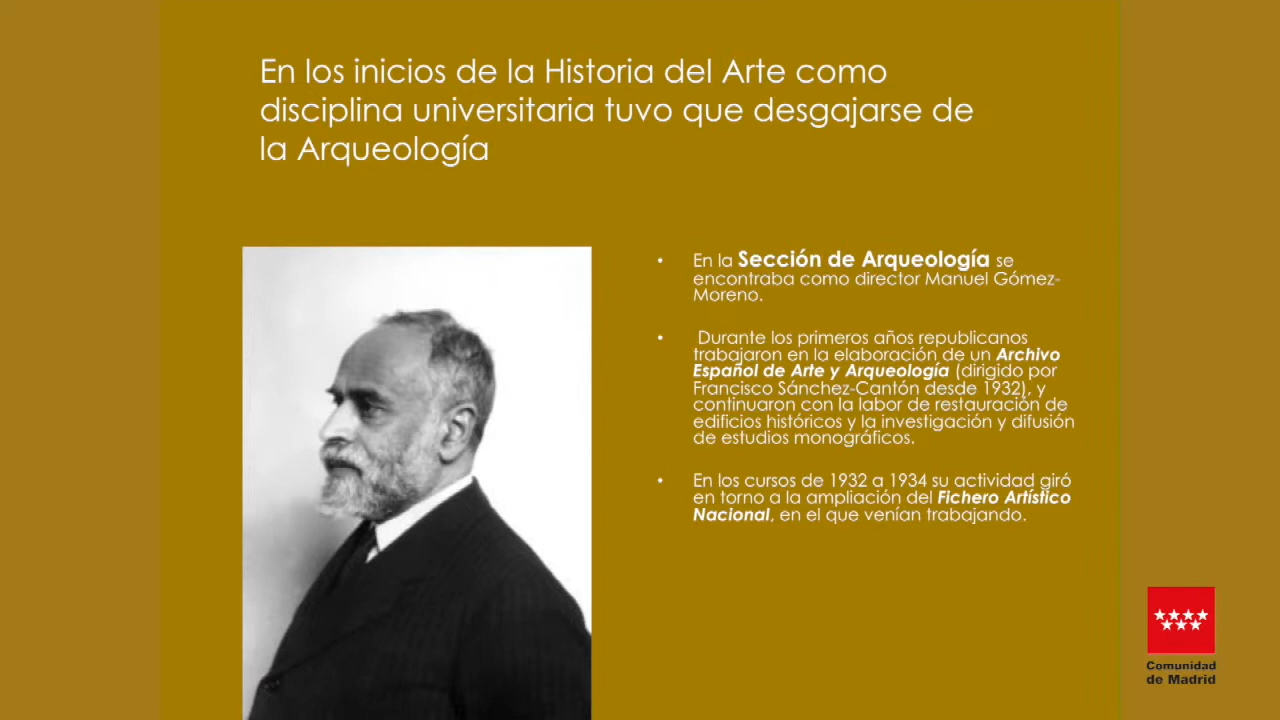 En los inicios de la Historia del Arte como
disciplina universitaria tuvo que desgajarse de
la Arqueología
• En la Sección de Arqueología se
encontraba como director Manuel Gómez-
Moreno.
• Durante los primeros años republicanos
trabajaron en la elaboración de un Archivo
Español de Arte y Arqueología (dirigido por
Francisco Sánchez-Cantón desde 1932), y
continuaron con la labor de restauración de
edificios históricos y la investigación y difusión
de estudios monográficos.
• En los cursos de 1932 a 1934 su actividad giró
en torno a la ampliación del Fichero Artístico
Nacional, en el que venían trabajando.
Comunidad
de Madrid